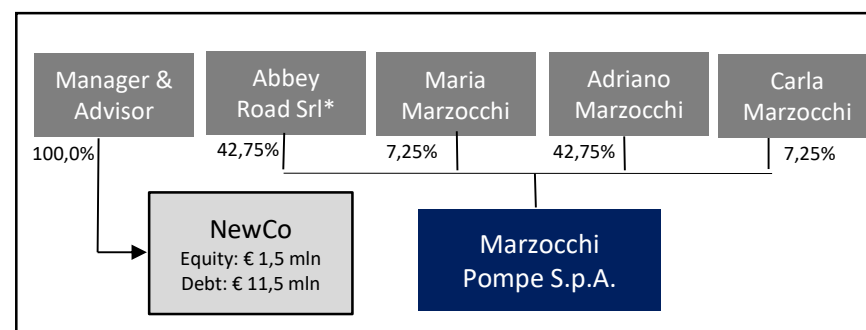 Manager &
Advisor
Abbey
Road Srl*
Maria
Marzocchi
Adriano
Marzocchi
Carla
Marzocchi
100,0%
42,75%
7,25%
42,75%
7,25%
NewCo
Equity: € 1,5 mln
Debt: € 11,5 mln
Marzocchi
Pompe S.p.A.